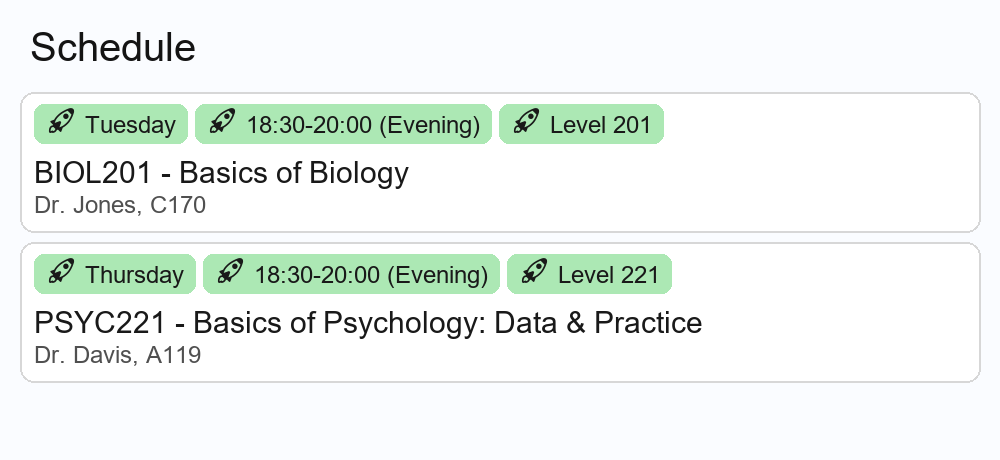 Schedule
Tuesday 18:30-20:00 (Evening) Level 201
BIOL201 - Basics of Biology
Dr. Jones, C170
Thursday 18:30-20:00 (Evening) Level 221
PSYC221 - Basics of Psychology: Data & Practice
Dr. Davis, A119